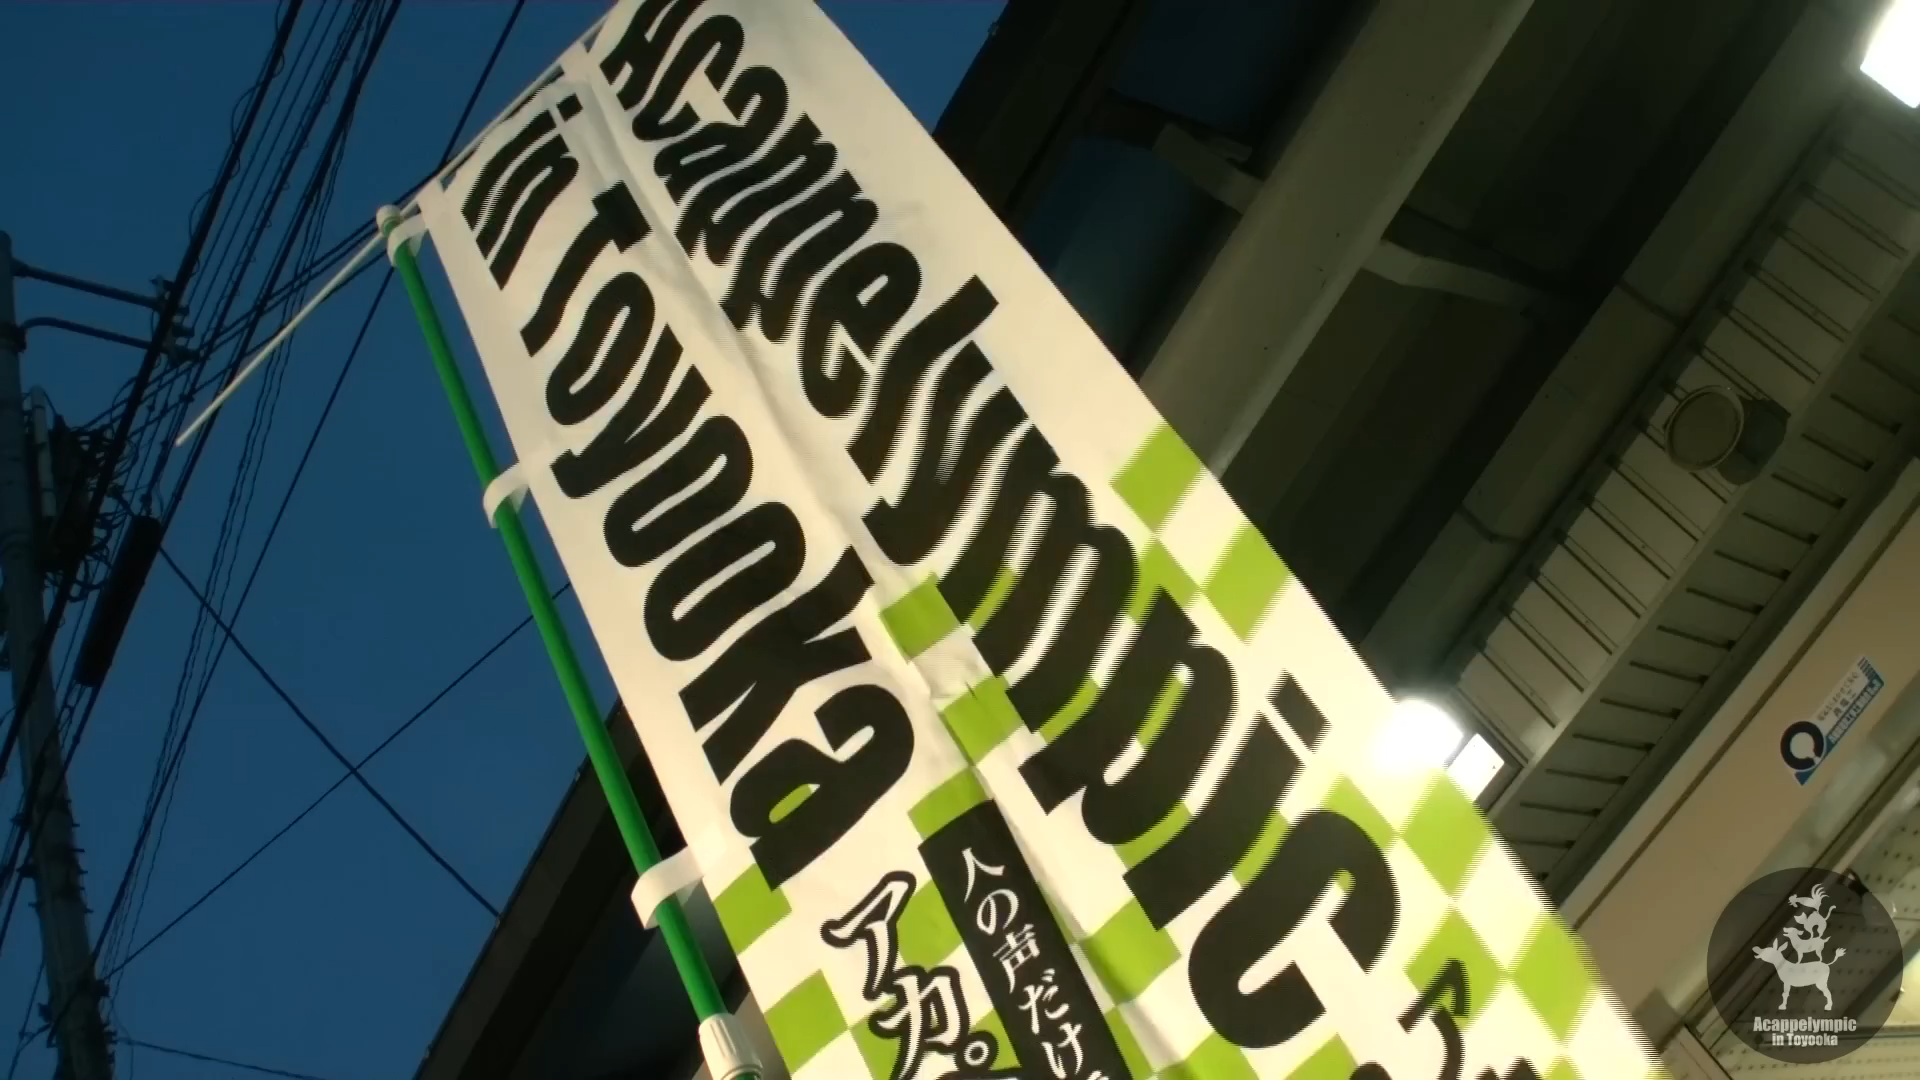 Acappelympic
in Toyooka
人の声だけ
アカ
Acappelympic
in Toyooka